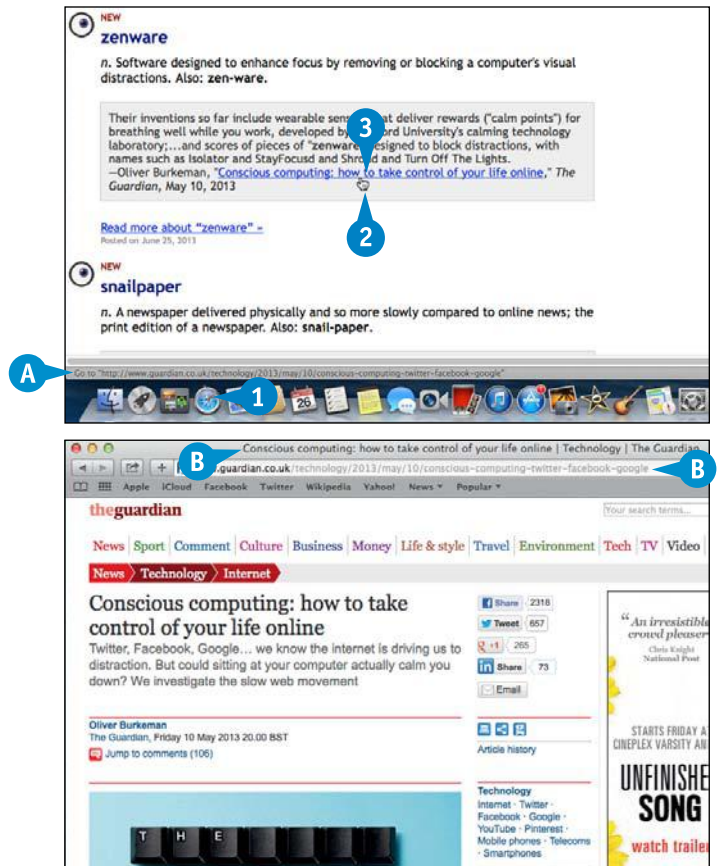 NEW
zenware
n. Software designed to enhance focus by removing or blocking a computer's visual
distractions. Also: zen-ware.
Their inventions so far include wearable sens at deliver rewards ("calm points") for
breathing well while you work, developed by ord University's calming technology
laboratory;...and scores of pieces of "zenware" designed to block distractions, with
names such as Isolator and StayFocusd and Shroud and Turn Off The Lights.
—Oliver Burkeman, "Conscious computing: how to take control of your life online," The
Guardian, May 10, 2013
3
2
Read more about “zenware” »
Posted on June 25, 2013
NEW
snailpaper
n. A newspaper delivered physically and so more slowly compared to online news; the
print edition of a newspaper. Also: snail-paper.
A
Go to "http://www.guardian.co.uk/technology/2013/may/10/conscious-computing-twitter-facebook-google"
1
26
B
Conscious computing: how to take control of your life online | Technology | The Guardian
.guardian.co.uk/technology/2013/may/10/conscious-computing-twitter-facebook-google
B
Apple iCloud Facebook Twitter Wikipedia Yahoo! News Popular
theguardian
Your search terms...
News Sport Comment Culture Business Money Life & style Travel Environment Tech TV Video
News Technology Internet
Conscious computing: how to take
control of your life online
Twitter, Facebook, Google... we know the internet is driving us to
distraction. But could sitting at your computer actually calm you
down? We investigate the slow web movement
Share 2318
Tweet 657
+1 265
in Share 73
Email
Oliver Burkeman
The Guardian, Friday 10 May 2013 20.00 BST
Jump to comments (106)
Article history
Technology
Internet · Twitter ·
Facebook · Google ·
YouTube · Pinterest ·
Mobile phones · Telecoms
· Smartphones
T H E
“An irresistible
crowd pleaser
Chris Knight
National Post
STARTS FRIDAY A
CINEPLEX VARSITY AN
UNFINISHE
SONG
watch trailer